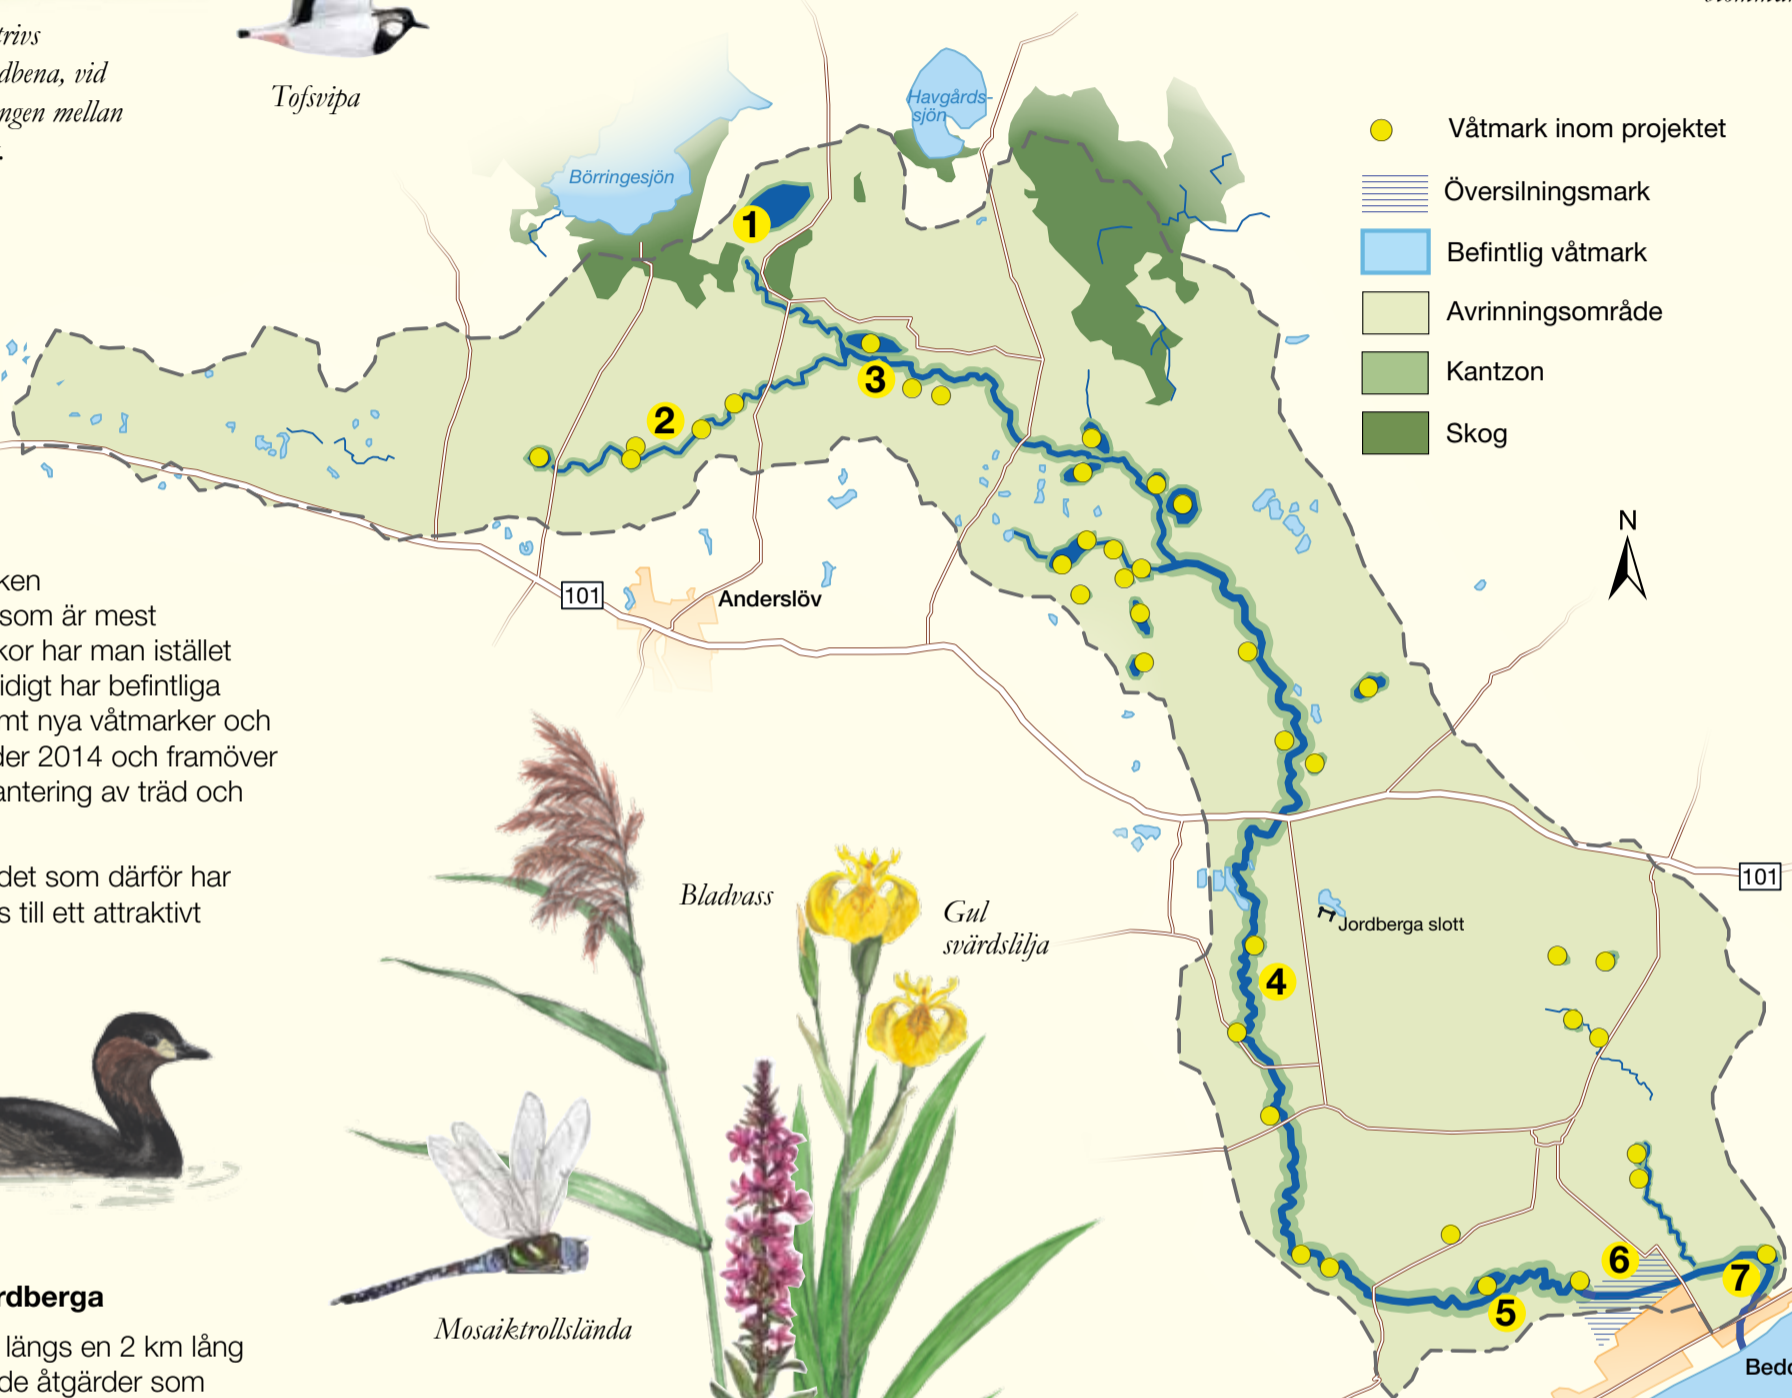 trivs
dbena, vid
ngen mellan
Tofsvipa
Börringesjön
Havgårds-
sjön
Våtmark inom projektet
Översilningsmark
Befintlig våtmark
Avrinningsområde
Kantzon
Skog
N
1
2
3
101
Anderslöv
ken
som är mest
kor har man istället
idigt har befintliga
mt nya våtmarker och
der 2014 och framöver
antering av träd och
det som därför har
s till ett attraktivt
Bladvass
Gul
svärdslilja
101
Jordberga slott
4
5
6
7
rdberga
längs en 2 km lång
de åtgärder som
Mosaiktrollslända
Bedd